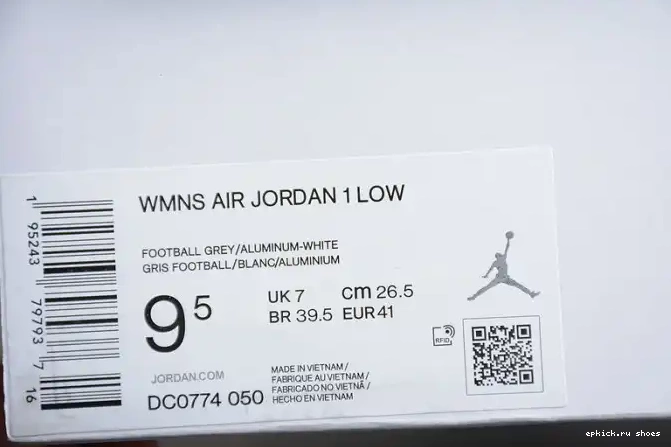 WMNS AIR JORDAN 1 LOW
FOOTBALL GREY/ALUMINUM-WHITE
GRIS FOOTBALL/BLANC/ALUMINIUM
9 5
UK 7 cm 26.5
BR 39.5 EUR 41
RFID
JORDAN.COM
DC0774 050
MADE IN VIETNAM /
FABRIQUE AU VIETNAM /
FABRICADO NO VIETNÃ /
HECHO EN VIETNAM
1 95243 79793 7 16
epkick.ru shoes